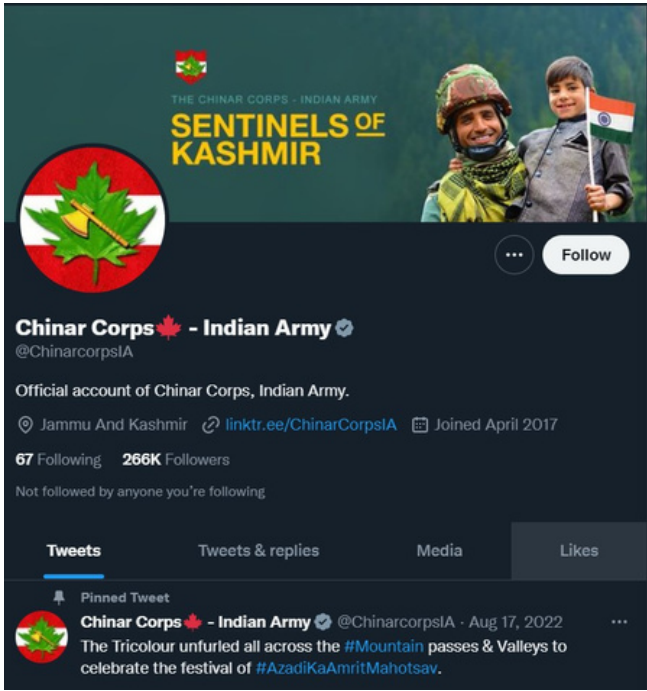 THE CHINAR CORPS - INDIAN ARMY
SENTINELS OF
KASHMIR
Follow
Chinar Corps🍁 - Indian Army
@ChinarcorpsIA
Official account of Chinar Corps, Indian Army.
Jammu And Kashmir linktr.ee/ChinarCorpsIA Joined April 2017
67 Following 266K Followers
Not followed by anyone you're following
Tweets Tweets & replies Media Likes
Pinned Tweet
Chinar Corps🍁 - Indian Army @ChinarcorpsIA · Aug 17, 2022
The Tricolour unfurled all across the #Mountain passes & Valleys to
celebrate the festival of #AzadiKaAmritMahotsav.